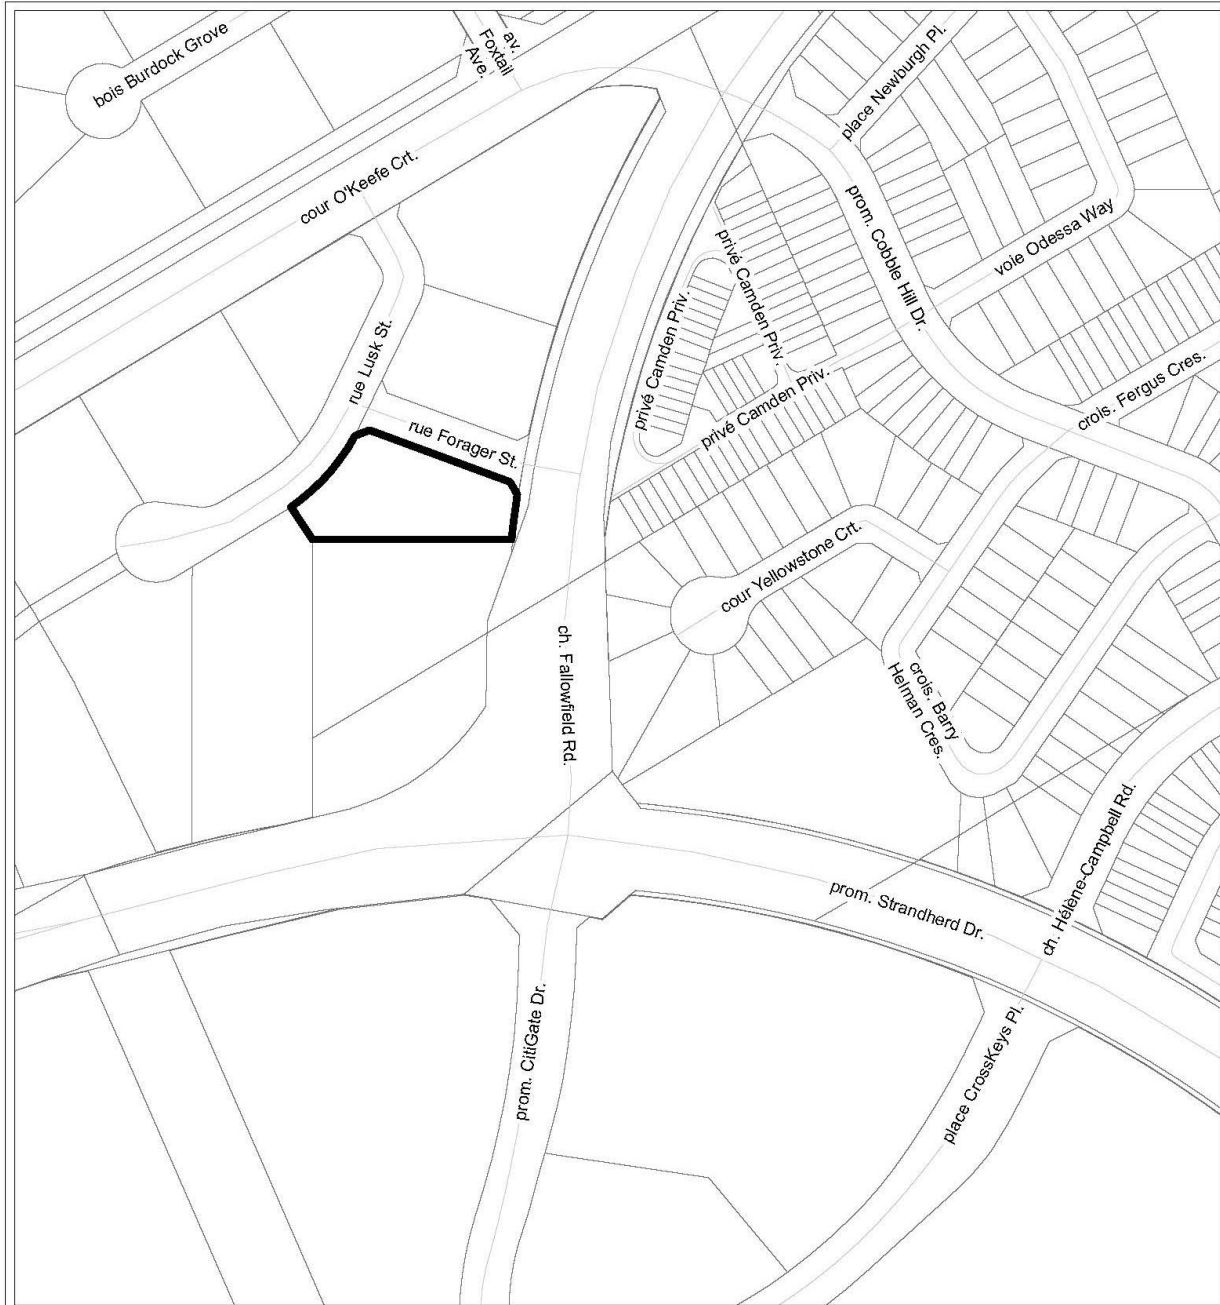 bois Burdock Grove
av.
Foxtail
Ave.
place Newburgh Pl.
cour O'Keefe Crt.
prom. Cobble Hill Dr.
voie Odessa Way
privé Camden Priv.
privé Camden Priv.
rue Lusk St.
crois. Fergus Cres.
privé Camden Priv.
rue Forager St.
cour Yellowstone Crt.
ch. Fallowfield Rd.
crois. Barry
Helman Cres.
ch. Hélène-Campbell Rd.
prom. Strandherd Dr.
prom. CitiGate Dr.
place CrossKeys Pl.